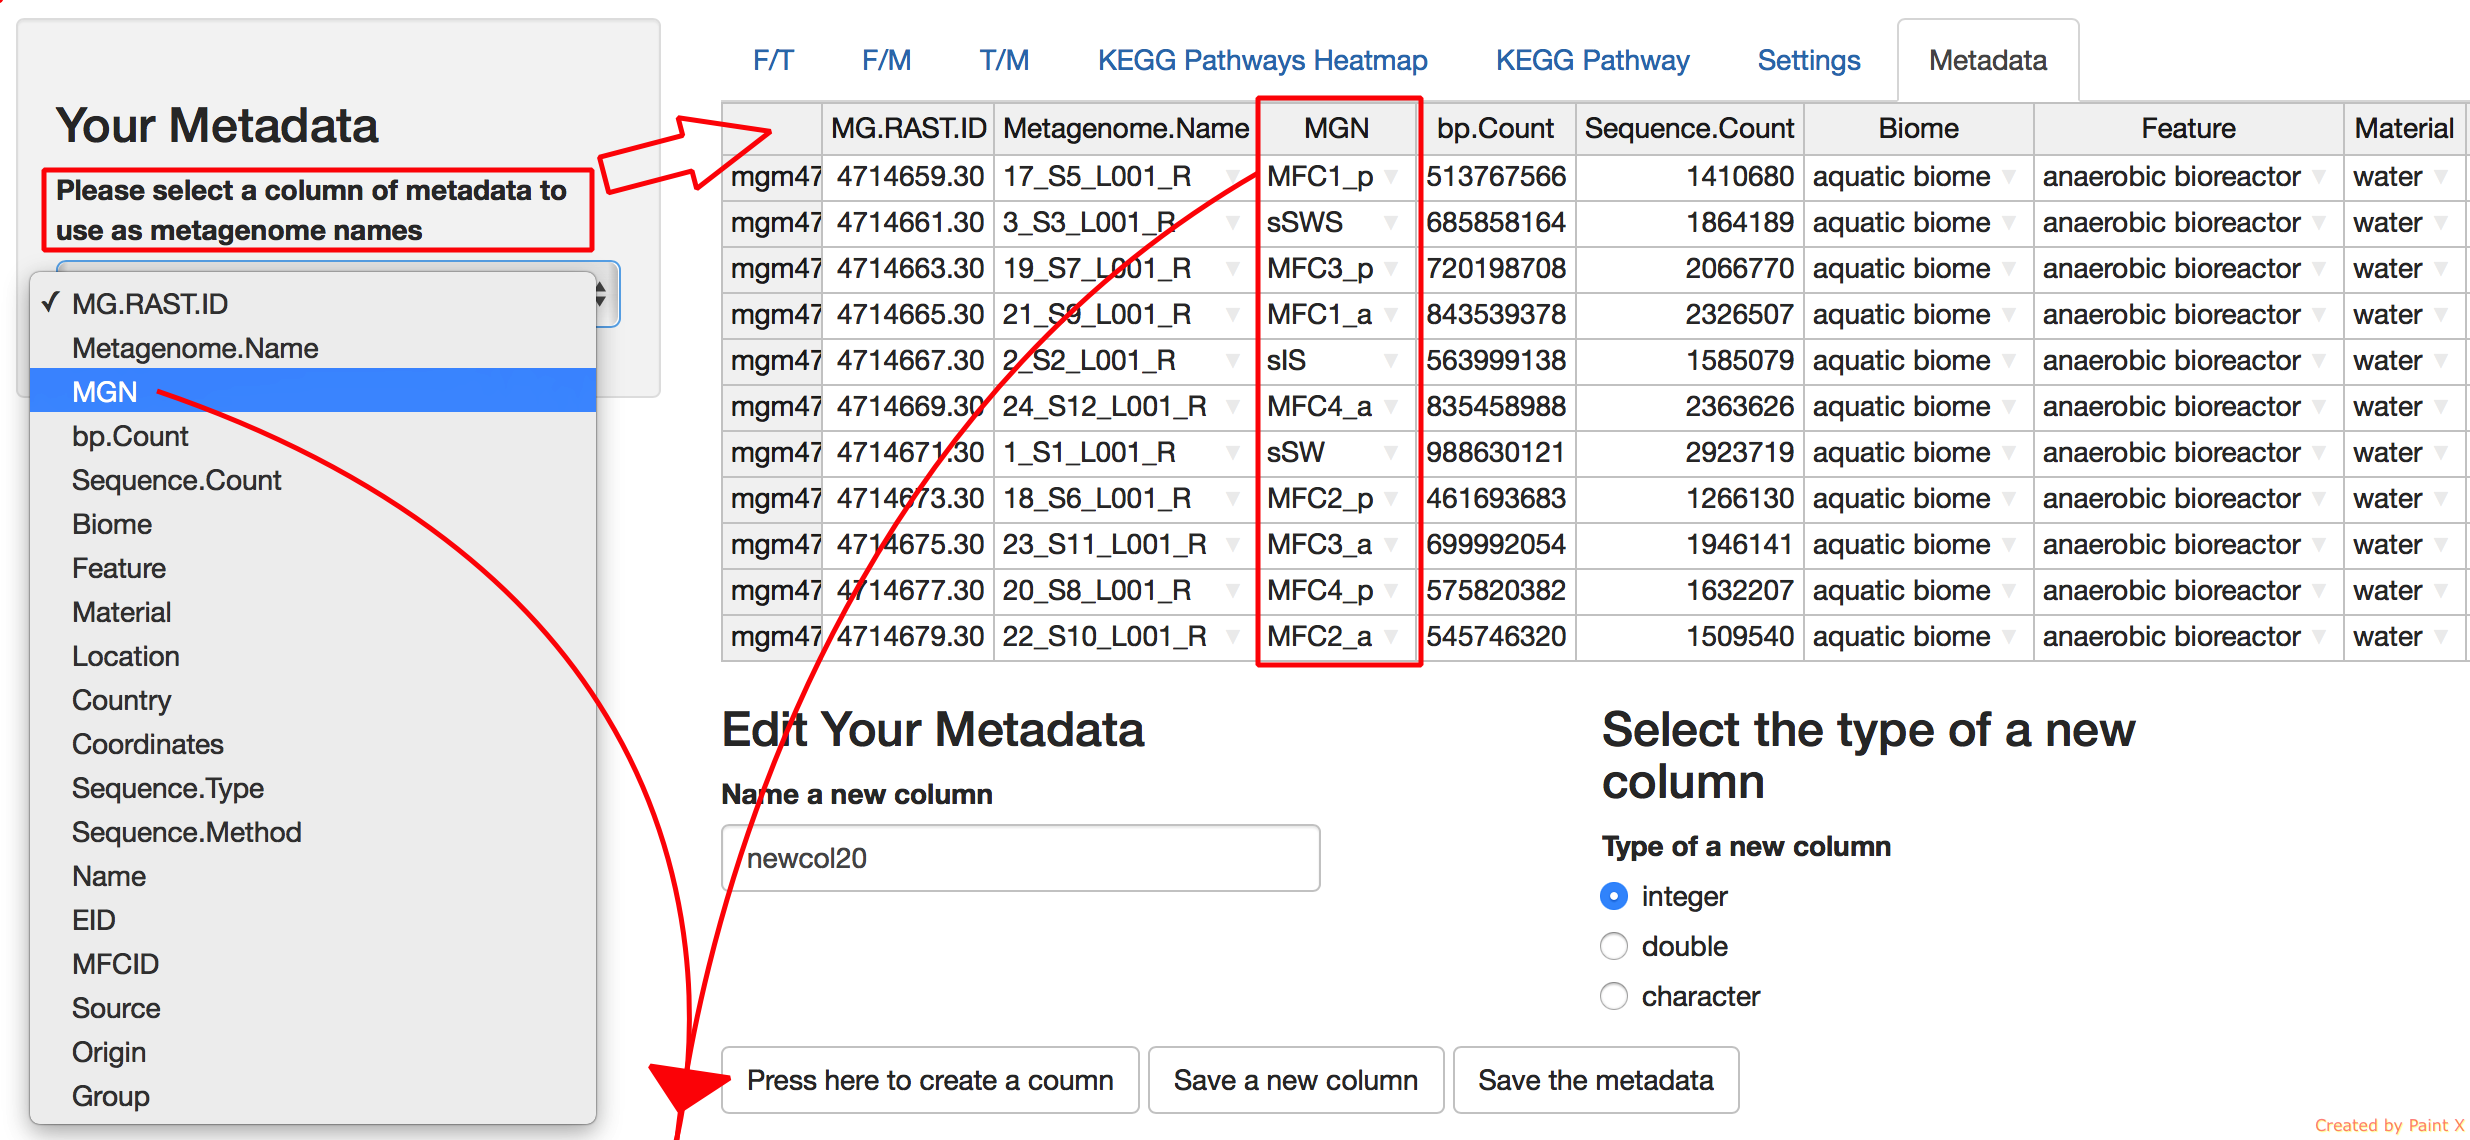 Your Metadata
Please select a column of metadata to
use as metagenome names
✓ MG.RAST.ID
Metagenome.Name
MGN
bp.Count
Sequence.Count
Biome
Feature
Material
Location
Country
Coordinates
Sequence.Type
Sequence.Method
Name
EID
MFCID
Source
Origin
Group
F/T F/M T/M KEGG Pathways Heatmap KEGG Pathway Settings Metadata
MG.RAST.ID Metagenome.Name MGN bp.Count Sequence.Count Biome Feature Material
mgm47 4714659.30 17_S5_L001_R MFC1_p 513767566 1410680 aquatic biome anaerobic bioreactor water
mgm47 4714661.30 3_S3_L001_R sSWS 685858164 1864189 aquatic biome anaerobic bioreactor water
mgm47 4714663.30 19_S7_L001_R MFC3_p 720198708 2066770 aquatic biome anaerobic bioreactor water
mgm47 4714665.30 21_S9_L001_R MFC1_a 843539378 2326507 aquatic biome anaerobic bioreactor water
mgm47 4714667.30 2_S2_L001_R sIS 563999138 1585079 aquatic biome anaerobic bioreactor water
mgm47 4714669.30 24_S12_L001_R MFC4_a 835458988 2363626 aquatic biome anaerobic bioreactor water
mgm47 4714671.30 1_S1_L001_R sSW 988630121 2923719 aquatic biome anaerobic bioreactor water
mgm47 4714673.30 18_S6_L001_R MFC2_p 461693683 1266130 aquatic biome anaerobic bioreactor water
mgm47 4714675.30 23_S11_L001_R MFC3_a 699992054 1946141 aquatic biome anaerobic bioreactor water
mgm47 4714677.30 20_S8_L001_R MFC4_p 575820382 1632207 aquatic biome anaerobic bioreactor water
mgm47 4714679.30 22_S10_L001_R MFC2_a 545746320 1509540 aquatic biome anaerobic bioreactor water
Edit Your Metadata
Name a new column
newcol20
Select the type of a new
column
Type of a new column
integer
double
character
Press here to create a coumn Save a new column Save the metadata
Created by Paint X